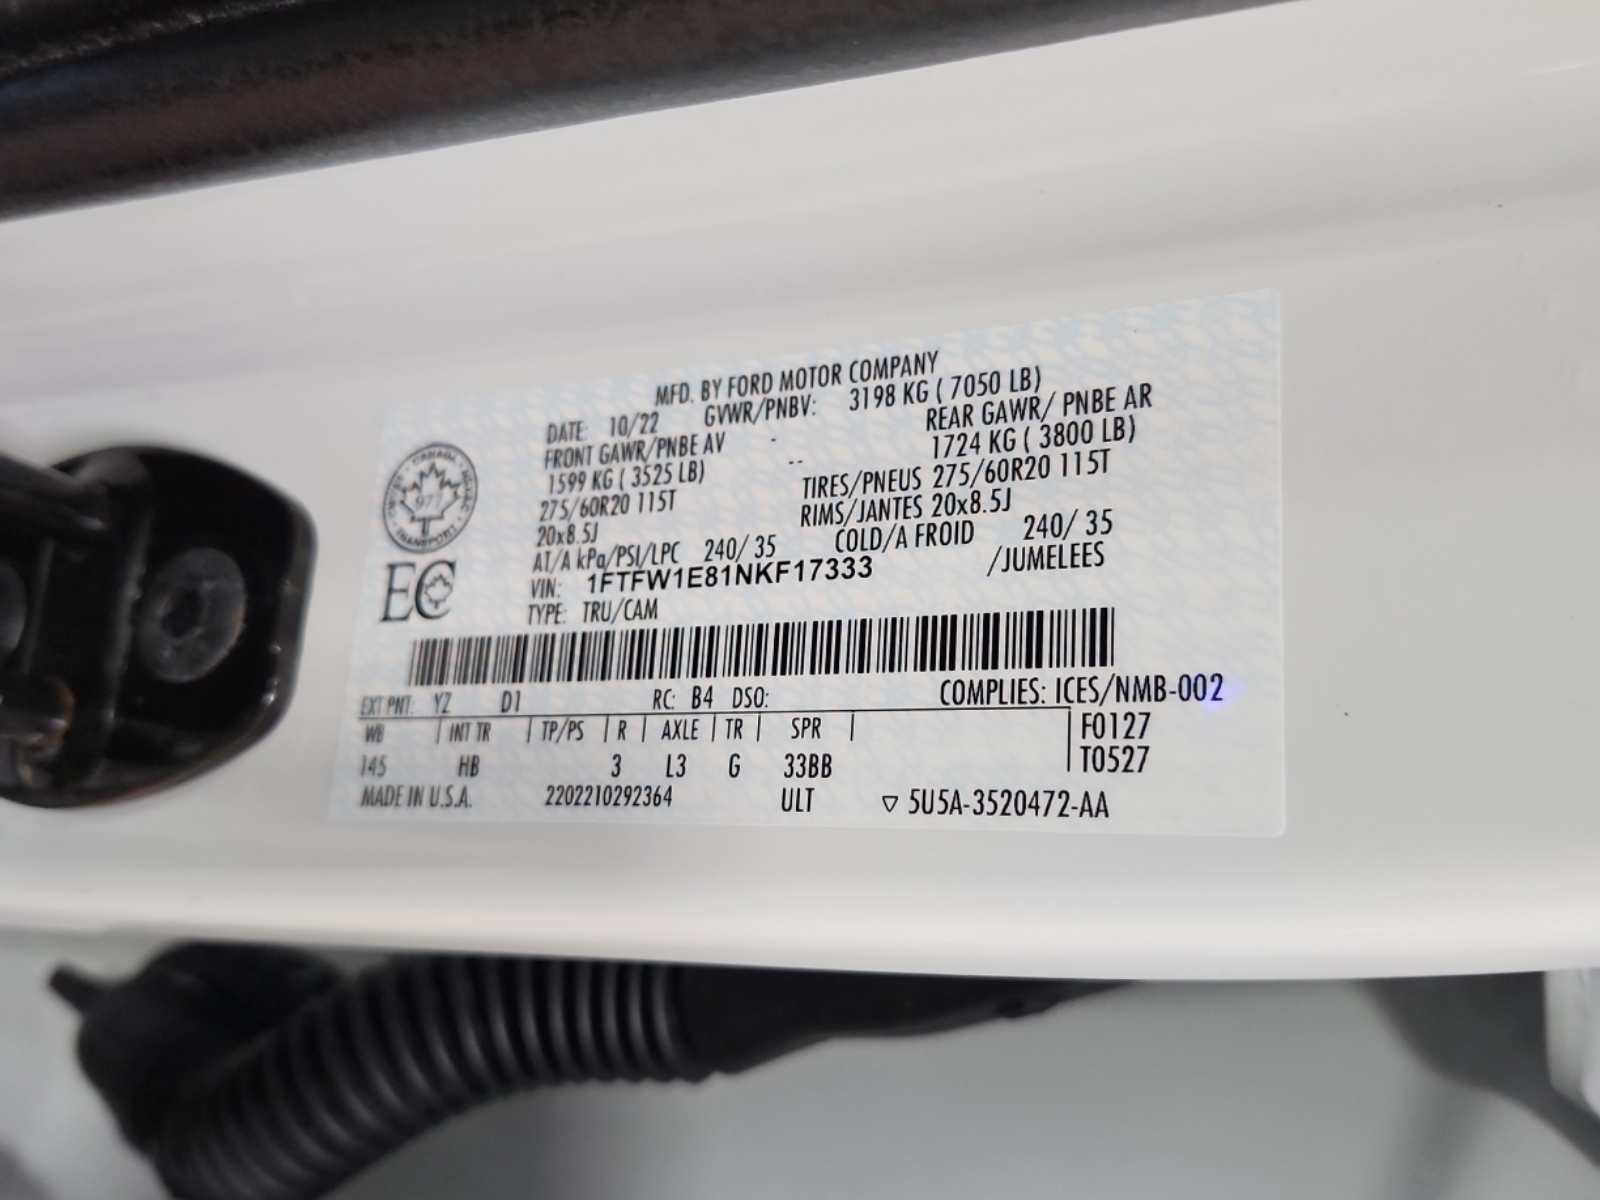 MFD. BY FORD MOTOR COMPANY
DATE: 10/22 GVWR/PNBV: 3198 KG ( 7050 LB)
FRONT GAWR/PNBE AV REAR GAWR/ PNBE AR
1599 KG ( 3525 LB) 1724 KG ( 3800 LB)
275/60R20 115T TIRES/PNEUS 275/60R20 115T
20x8.5J RIMS/JANTES 20x8.5J
AT/A kPa/PSI/LPC 240/ 35 COLD/A FROID 240/ 35
VIN: 1FTFW1E81NKF17333 /JUMELEES
TYPE: TRU/CAM
CANADA
977
TRANSPORT
EC
EXT PNT: YZ D1 RC: B4 DSO: COMPLIES: ICES/NMB-002
WB | INT TR | TP/PS | R | AXLE | TR | SPR | F0127
145 HB 3 L3 G 33BB T0527
MADE IN U.S.A. 2202210292364 ULT ▽ 5U5A-3520472-AA